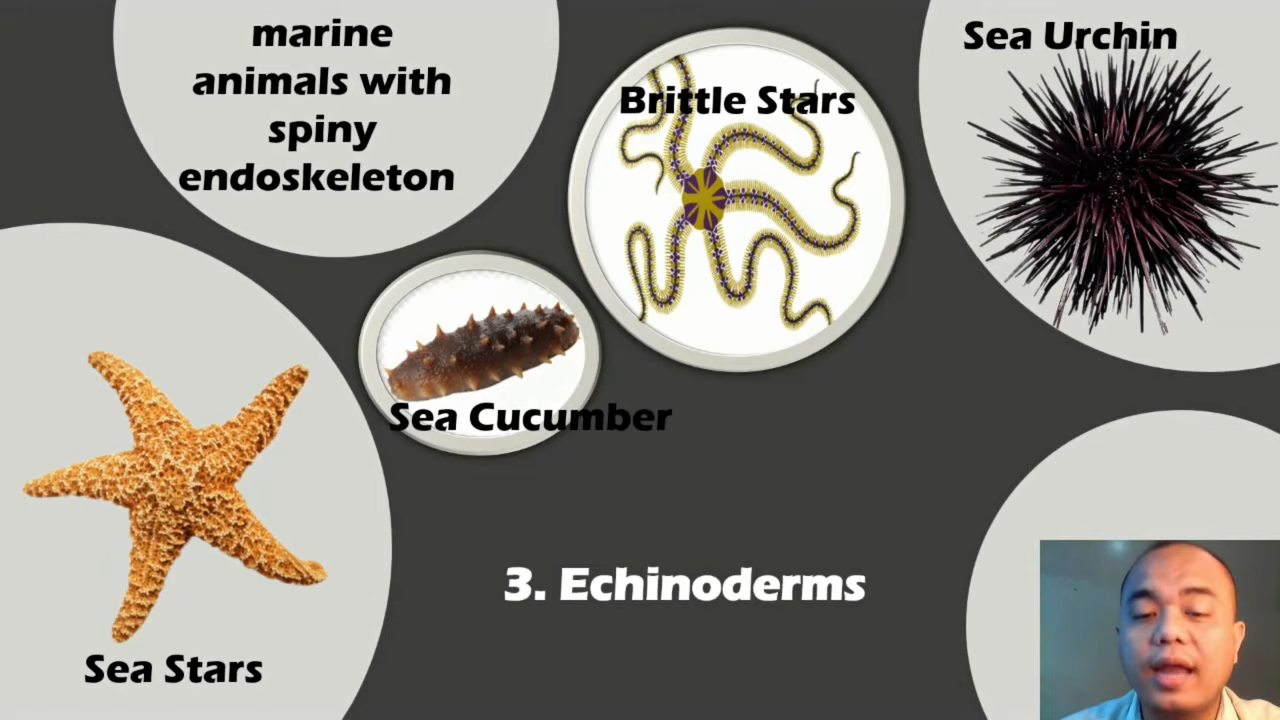 marine
animals with
spiny
endoskeleton
Brittle Stars
Sea Urchin
Sea Cucumber
3. Echinoderms
Sea Stars